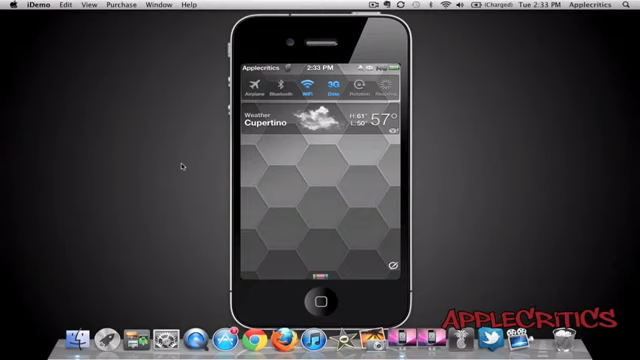 iDemo Edit View Purchase Window Help
(Charged) Tue 2:33 PM Applecritics
Applecritics 2:33 PM
Airplane Bluetooth WiFi 3G Data Rotation Respring
Weather
Cupertino
H:61°
L:50°
57°
APPLECRITICS